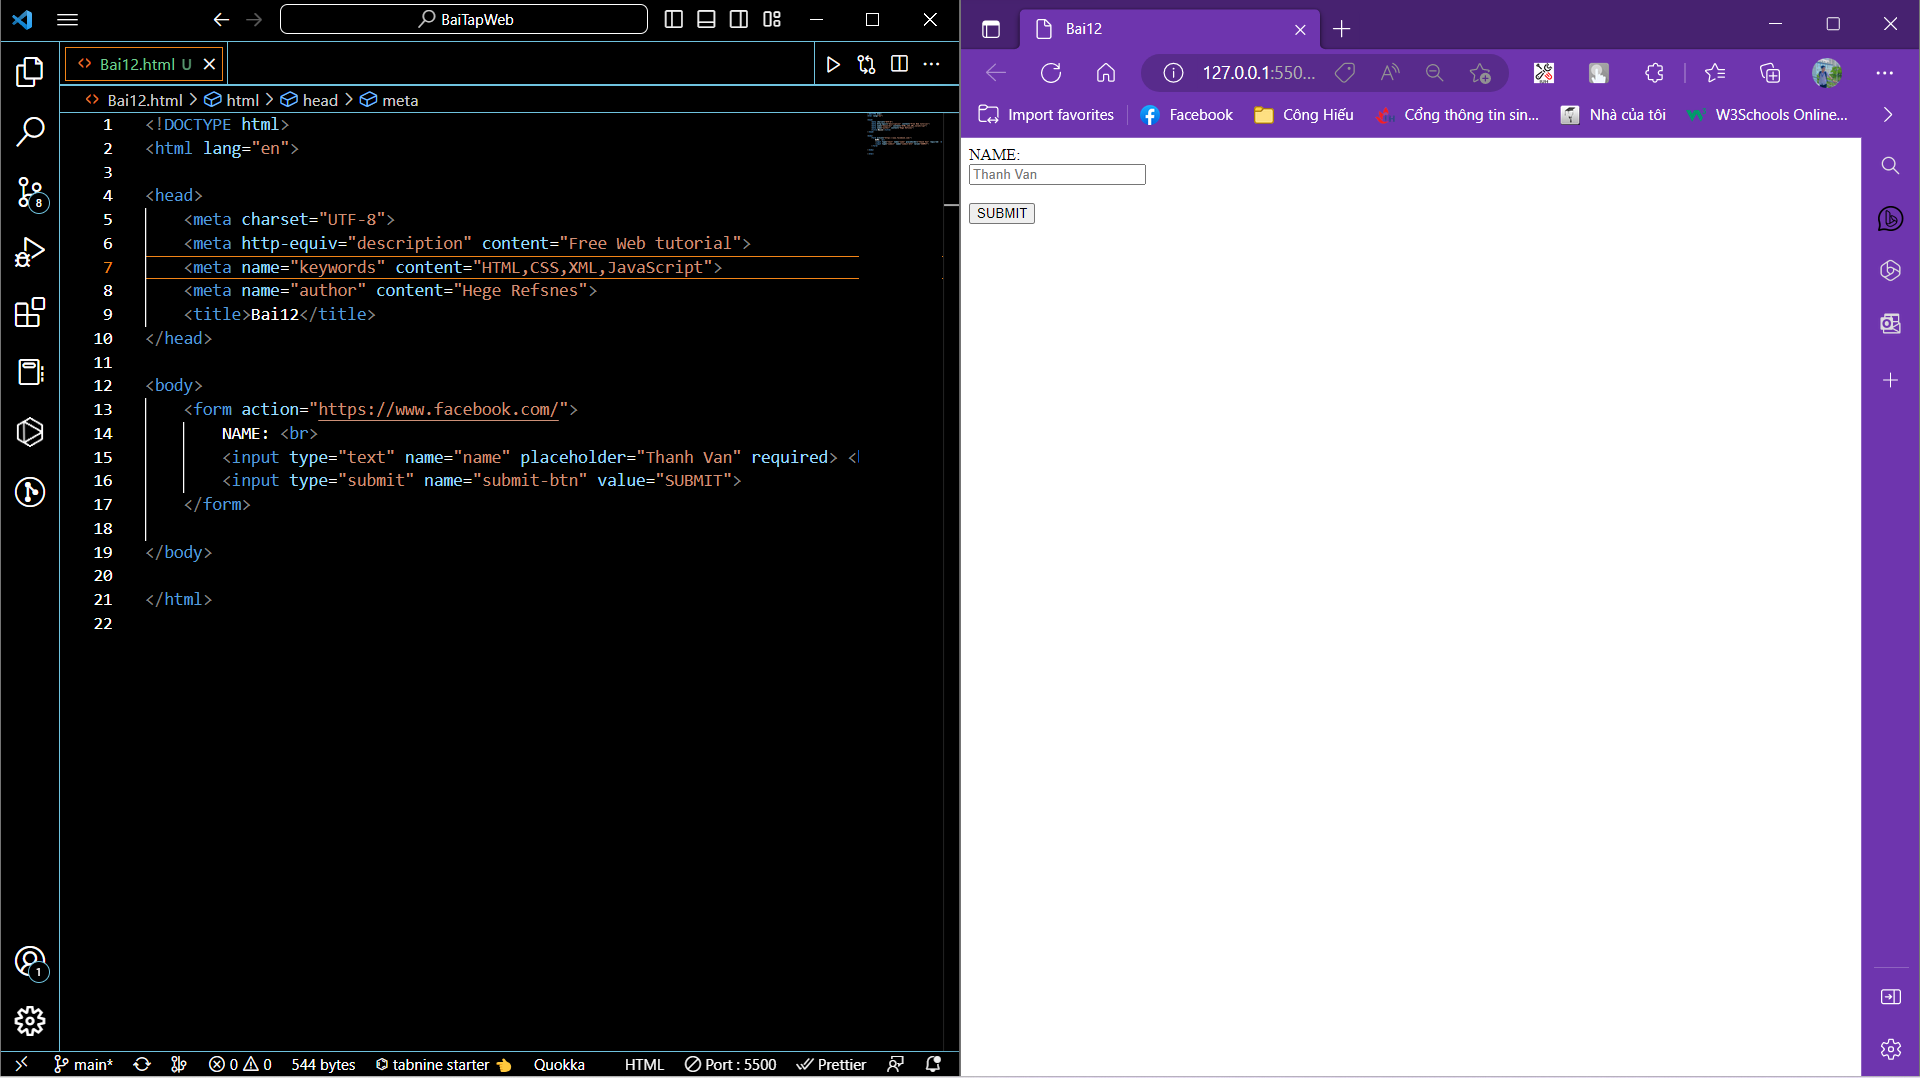 BaiTapWeb
Bai12.html U
Bai12.html > html > head > meta
1 <!DOCTYPE html>
2 <html lang="en">
3
4 <head>
5 <meta charset="UTF-8">
6 <meta http-equiv="description" content="Free Web tutorial">
7 <meta name="keywords" content="HTML,CSS,XML,JavaScript">
8 <meta name="author" content="Hege Refsnes">
9 <title>Bai12</title>
10 </head>
11
12 <body>
13 <form action="https://www.facebook.com/">
14 NAME: <br>
15 <input type="text" name="name" placeholder="Thanh Van" required> <
16 <input type="submit" name="submit-btn" value="SUBMIT">
17 </form>
18
19 </body>
20
21 </html>
22
8
1
main* 0 0 544 bytes tabnine starter Quokka HTML Port : 5500 Prettier
Bai12
127.0.0.1:550...
Import favorites Facebook Công Hiếu Cổng thông tin sin... Nhà của tôi W3Schools Online...
NAME:
Thanh Van
SUBMIT